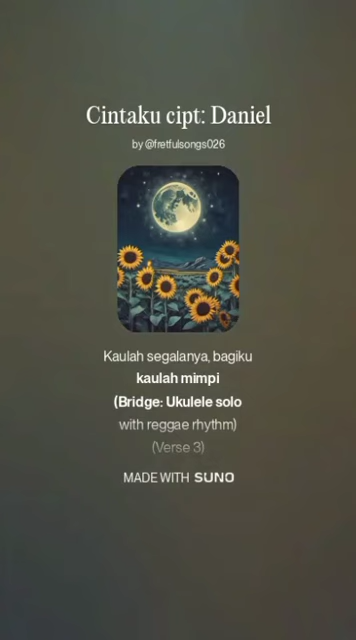 Cintaku cipt: Daniel
by @fretfulsongs026
Kaulah segalanya, bagiku
kaulah mimpi
(Bridge: Ukulele solo
with reggae rhythm)
(Verse 3)
MADE WITH SUNO